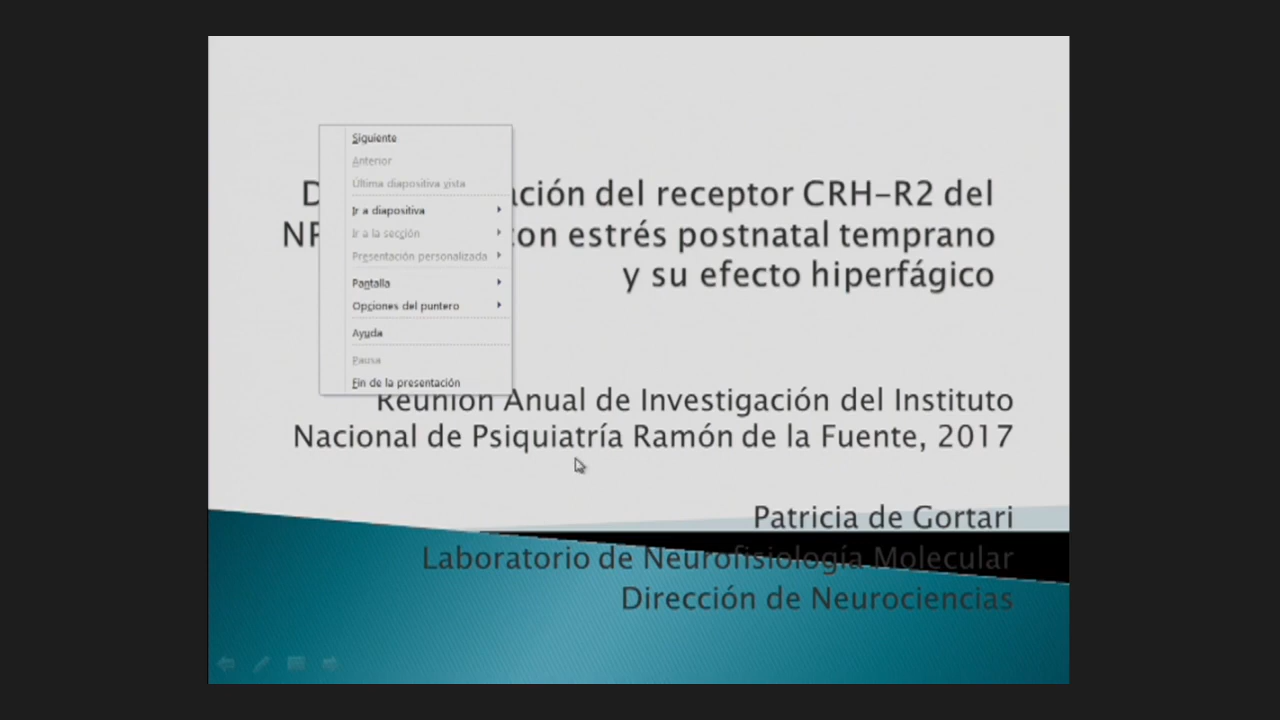 Siguiente
Anterior
Última diapositiva vista
Ir a diapositiva
Ir a la sección
Presentación personalizada
Pantalla
Opciones del puntero
Ayuda
Pausa
Fin de la presentación
del receptor CRH-R2 del
con estrés postnatal temprano
y su efecto hiperfágico
Reunión Anual de Investigación del Instituto
Nacional de Psiquiatría Ramón de la Fuente, 2017
Patricia de Gortari
Laboratorio de Neurofisiología Molecular
Dirección de Neurociencias